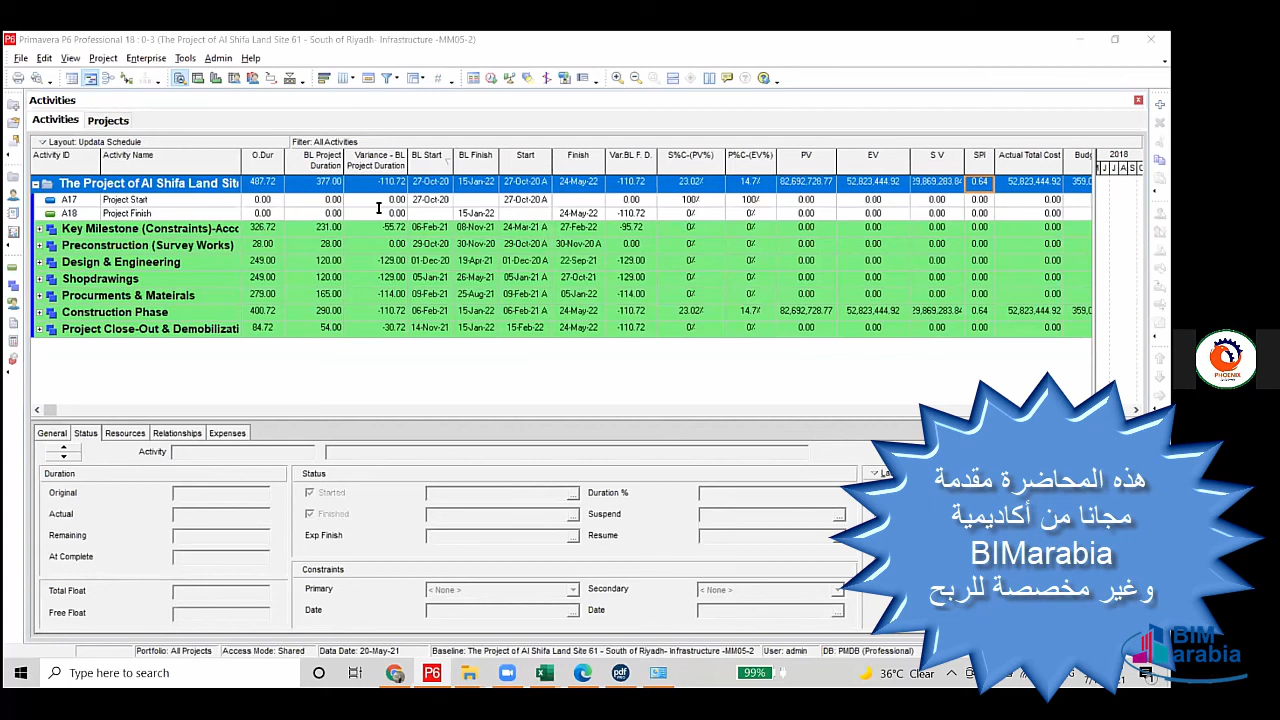 Primavera P6 Professional 18 : 0-3 (The Project of Al Shifa Land Site 61 - South of Riyadh- Infrastructure -MM05-2)
File Edit View Project Enterprise Tools Admin Help
Activities
Activities Projects
Layout: Updata Schedule Filter: All Activities
Activity ID Activity Name O.Dur BL Project Duration Variance - BL Project Duration BL Start BL Finish Start Finish Var.BL F. D. S%C-(PV%) P%C-(EV%) PV EV S V SPI Actual Total Cost Budg 2018
J J A S C
The Project of Al Shifa Land Sit 487.72 377.00 -110.72 27-Oct-20 15-Jan-22 27-Oct-20 A 24-May-22 -110.72 23.02% 14.7% 82,692,728.77 52,823,444.92 29,869,283.84 0.64 52,823,444.92 359,0
A17 Project Start 0.00 0.00 0.00 27-Oct-20 27-Oct-20 A 0.00 100% 100% 0.00 0.00 0.00 0.00 0.00
A18 Project Finish 0.00 0.00 0.00 15-Jan-22 24-May-22 -110.72 0% 0% 0.00 0.00 0.00 0.00 0.00
Key Milestone (Constraints)-Acco 326.72 231.00 -55.72 06-Feb-21 08-Nov-21 24-Mar-21 A 24-May-22 -95.72 0% 0% 0.00 0.00 0.00 0.00 0.00
Preconstruction (Survey Works) 28.00 28.00 0.00 29-Oct-20 30-Nov-20 29-Oct-20 A 30-Nov-20 A 0.00 0% 0% 0.00 0.00 0.00 0.00 0.00
Design & Engineering 249.00 120.00 -129.00 01-Dec-20 19-Apr-21 01-Dec-20 A 22-Sep-21 -129.00 0% 0% 0.00 0.00 0.00 0.00 0.00
Shopdrawings 249.00 120.00 -129.00 05-Jan-21 26-May-21 05-Jan-21 A 27-Oct-21 -129.00 0% 0% 0.00 0.00 0.00 0.00 0.00
Procurments & Mateirals 279.00 165.00 -114.00 09-Feb-21 25-Aug-21 09-Feb-21 A 05-Jan-22 -114.00 0% 0% 0.00 0.00 0.00 0.00 0.00
Construction Phase 400.72 290.00 -110.72 06-Feb-21 15-Jan-22 06-Feb-21 A 24-May-22 -110.72 23.02% 14.7% 82,692,728.77 52,823,444.92 29,869,283.84 0.64 52,823,444.92 359,0
Project Close-Out & Demobilizati 84.72 54.00 -30.72 14-Nov-21 15-Jan-22 15-Feb-22 24-May-22 -110.72 0% 0% 0.00 0.00 0.00 0.00 0.00
PHOENIX
General Status Resources Relationships Expenses
Activity
Duration Status
Original Started Duration %
Actual Finished Suspend
Remaining Exp Finish Resume
At Complete
Constraints
Total Float Primary < None > Secondary < None >
Free Float Date Date
هذه المحاضرة مقدمة
مجانا من أكاديمية
BIMarabia
وغير مخصصة للربح
BIM
arabia
Portfolio: All Projects Access Mode: Shared Data Date: 20-May-21 Baseline: The Project of Al Shifa Land Site 61 - South of Riyadh- Infrastructure -MM05-2 User: admin DB: PMDB (Professional)
Type here to search P6 pdf 99% 36°C Clear